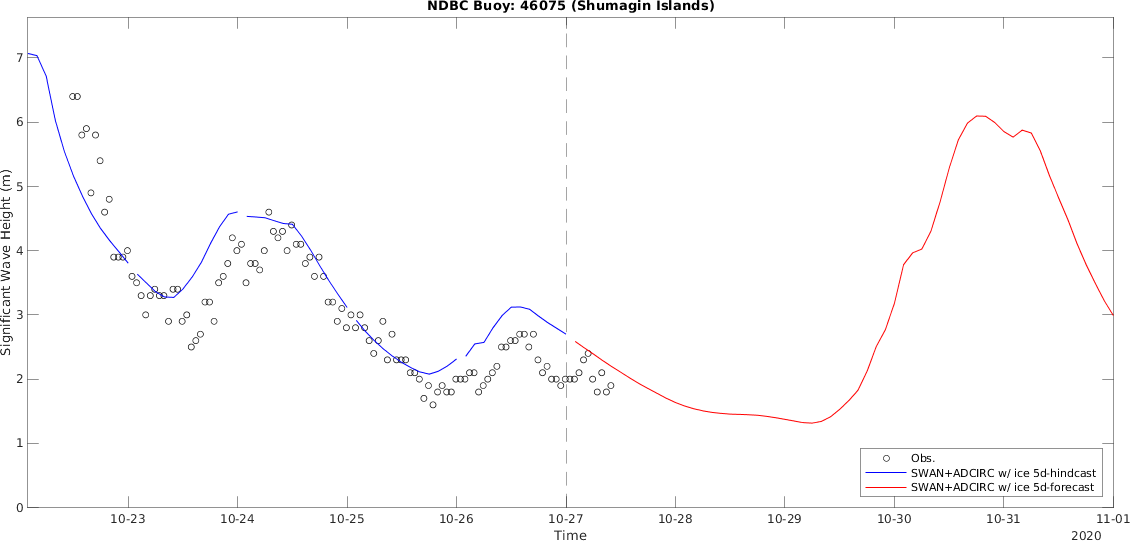 NDBC Buoy: 46075 (Shumagin Islands)
Significant Wave Height (m)
7
6
5
4
3
2
1
0
Obs.
SWAN+ADCIRC w/ ice 5d-hindcast
SWAN+ADCIRC w/ ice 5d-forecast
10-23 10-24 10-25 10-26 10-27 10-28 10-29 10-30 10-31 11-01
Time
2020